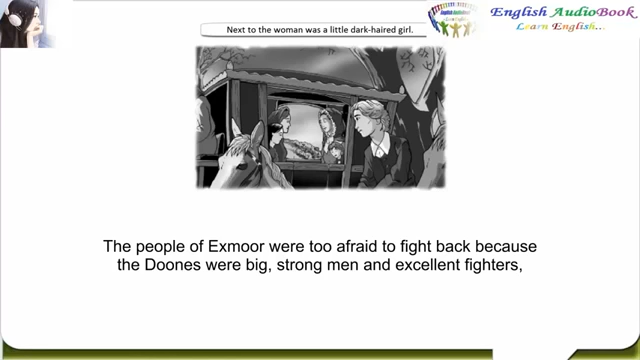 Next to the woman was a little dark-haired girl.
English AudioBook
Learn English...
The people of Exmoor were too afraid to fight back because
the Doones were big, strong men and excellent fighters,